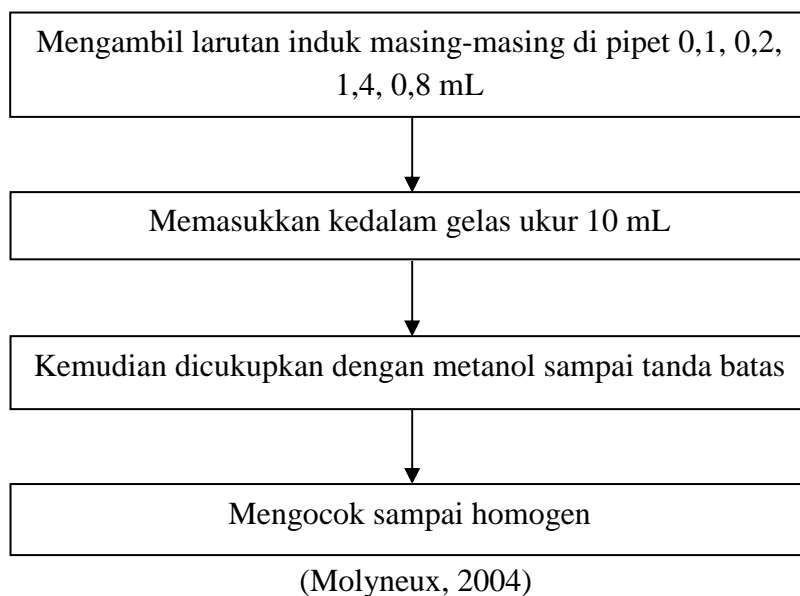 Mengambil larutan induk masing-masing di pipet 0,1, 0,2,
1,4, 0,8 mL
Memasukkan kedalam gelas ukur 10 mL
Kemudian dicukupkan dengan metanol sampai tanda batas
Mengocok sampai homogen
(Molyneux, 2004)